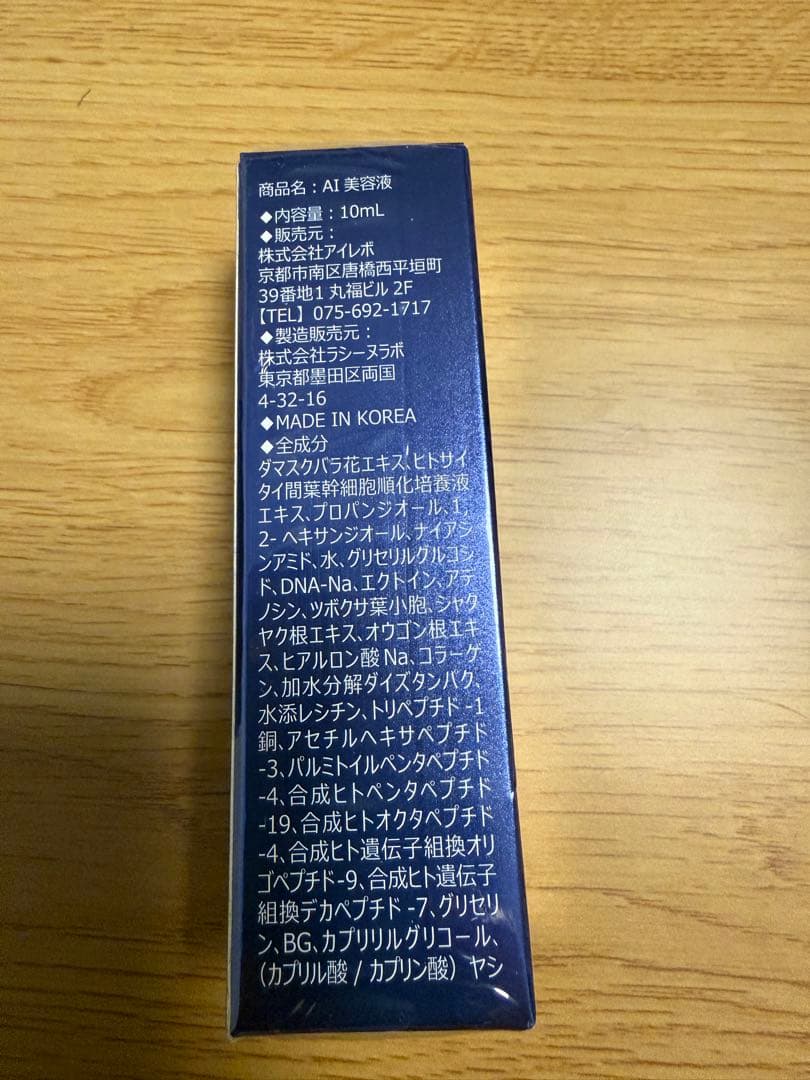 商品名：AI 美容液
◆内容量：10mL
◆販売元：
株式会社アイレボ
京都市南区唐橋西平垣町
39番地1 丸福ビル 2F
【TEL】075-692-1717
◆製造販売元：
株式会社ラシーヌラボ
東京都墨田区両国
4-32-16
◆MADE IN KOREA
◆全成分
ダマスクバラ花エキス、ヒトサイ
タイ間葉幹細胞順化培養液
エキス、プロパンジオール、1,
2- ヘキサンジオール、ナイアシ
ンアミド、水、グリセリルグルコシ
ド、DNA-Na、エクトイン、アデ
ノシン、ツボクサ葉小胞、シャク
ヤク根エキス、オウゴン根エキ
ス、ヒアルロン酸 Na、コラーゲ
ン、加水分解ダイズタンパク、
水添レシチン、トリペプチド -1
銅、アセチルヘキサペプチド
-3、パルミトイルペンタペプチド
-4、合成ヒトペンタペプチド
-19、合成ヒトオクタペプチド
-4、合成ヒト遺伝子組換オリ
ゴペプチド-9、合成ヒト遺伝子
組換デカペプチド -7、グリセリ
ン、BG、カプリリルグリコール、
（カプリル酸 / カプリン酸）ヤシ